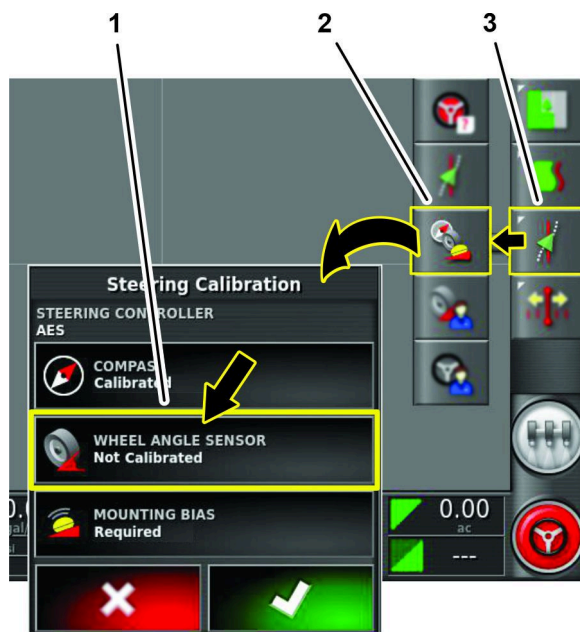 1
2
3
?
Steering Calibration
STEERING CONTROLLER
AES
COMPASS
Calibrated
WHEEL ANGLE SENSOR
Not Calibrated
MOUNTING BIAS
Required
0.00
ac
---